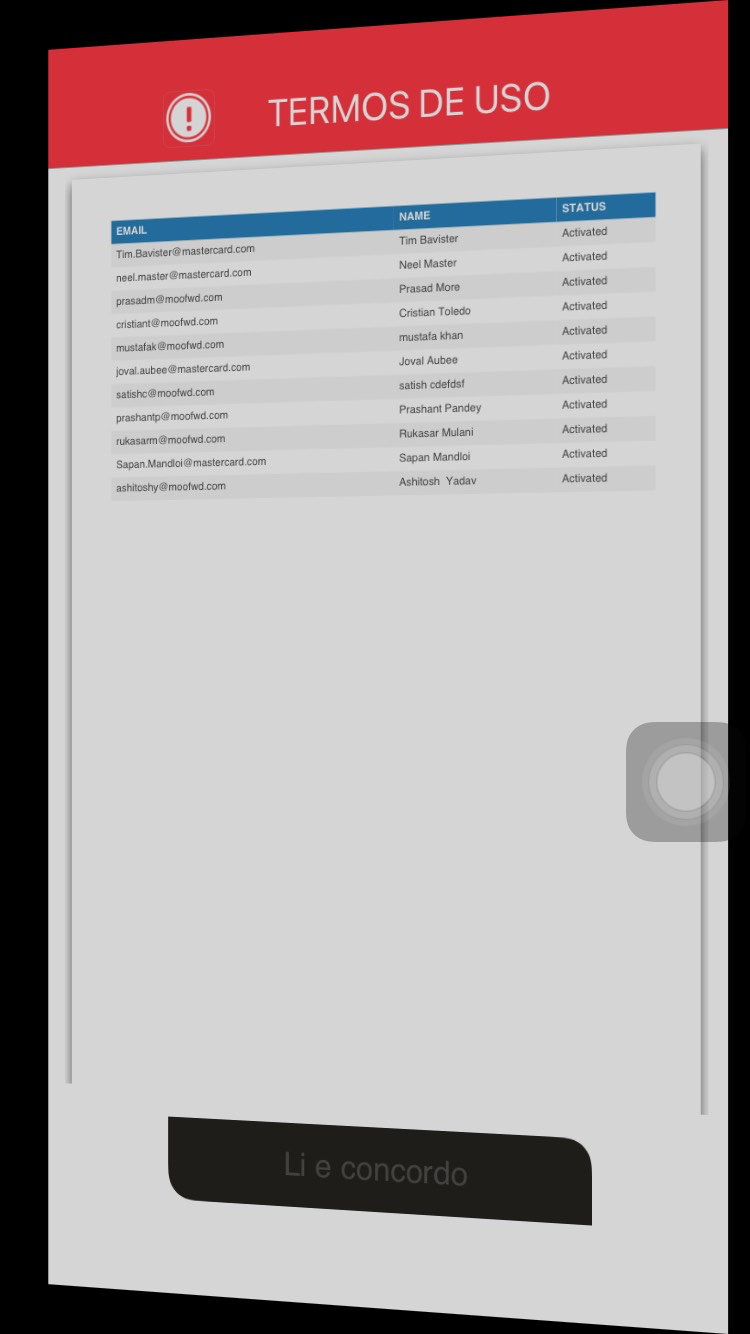 TERMOS DE USO
EMAIL NAME STATUS
Tim.Bavister@mastercard.com Tim Bavister Activated
neel.master@mastercard.com Neel Master Activated
prasadm@moofwd.com Prasad More Activated
cristiant@moofwd.com Cristian Toledo Activated
mustafak@moofwd.com mustafa khan Activated
joval.aubee@mastercard.com Joval Aubee Activated
satishc@moofwd.com satish cdefdsf Activated
prashantp@moofwd.com Prashant Pandey Activated
rukasarm@moofwd.com Rukasar Mulani Activated
Sapan.Mandloi@mastercard.com Sapan Mandloi Activated
ashitoshy@moofwd.com Ashitosh Yadav Activated
Li e concordo